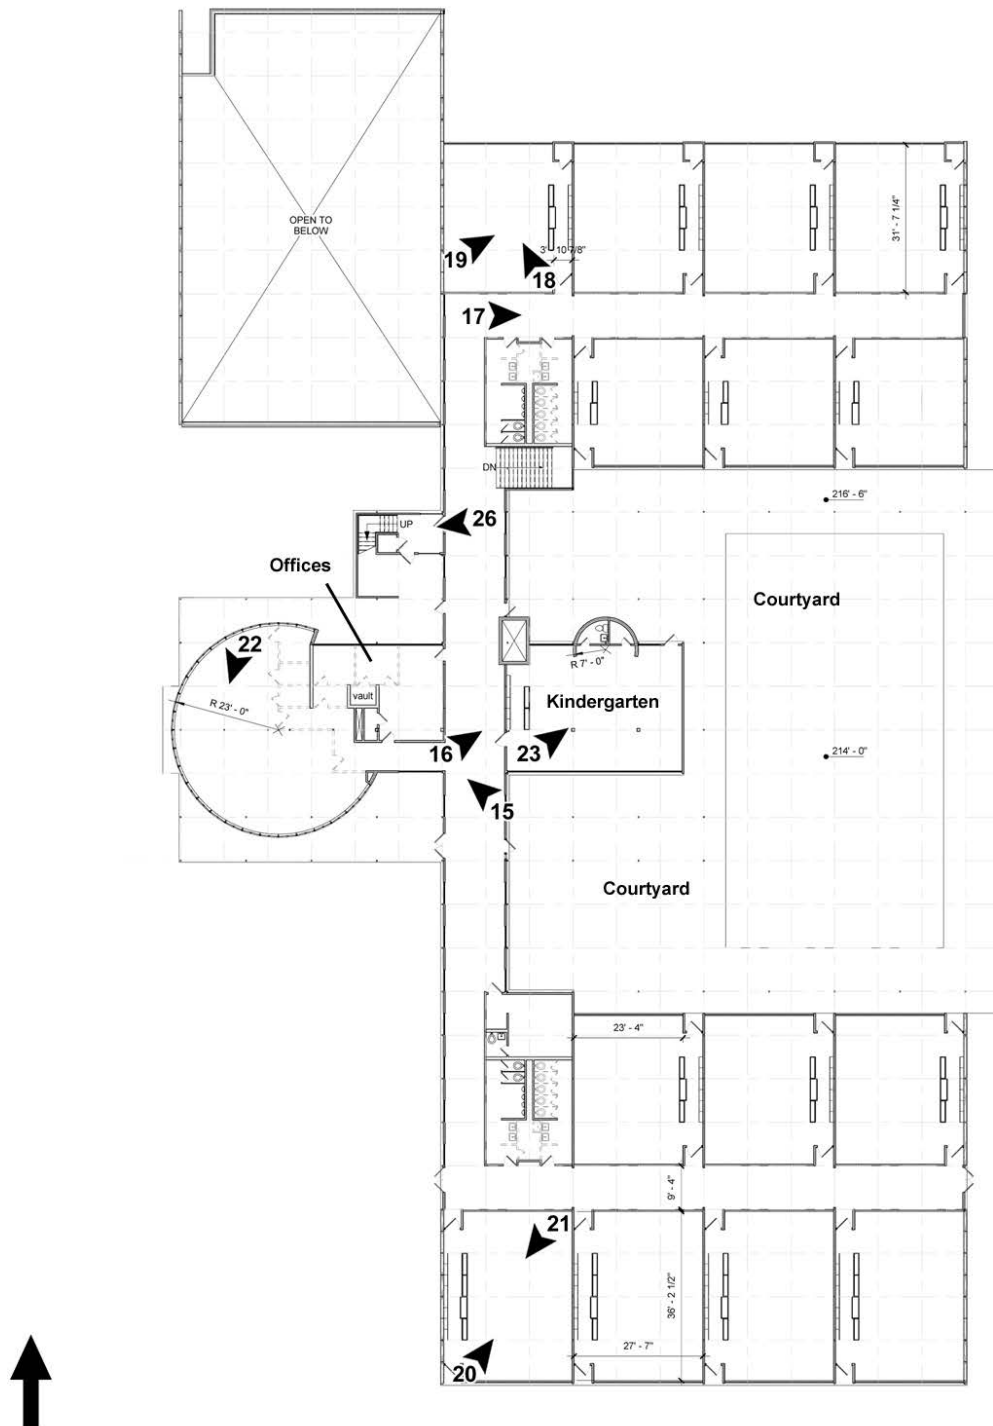 OPEN TO
BELOW
31' - 7 1/4"
19
3' - 10 7/8"
18
17
DN
216' - 6"
26
UP
Offices
Courtyard
22
R 7' - 0"
vault
Kindergarten
R 23' - 0"
16
23
214' - 0"
15
Courtyard
23' - 4"
9' - 4"
21
36' - 2 1/2"
27' - 7"
20